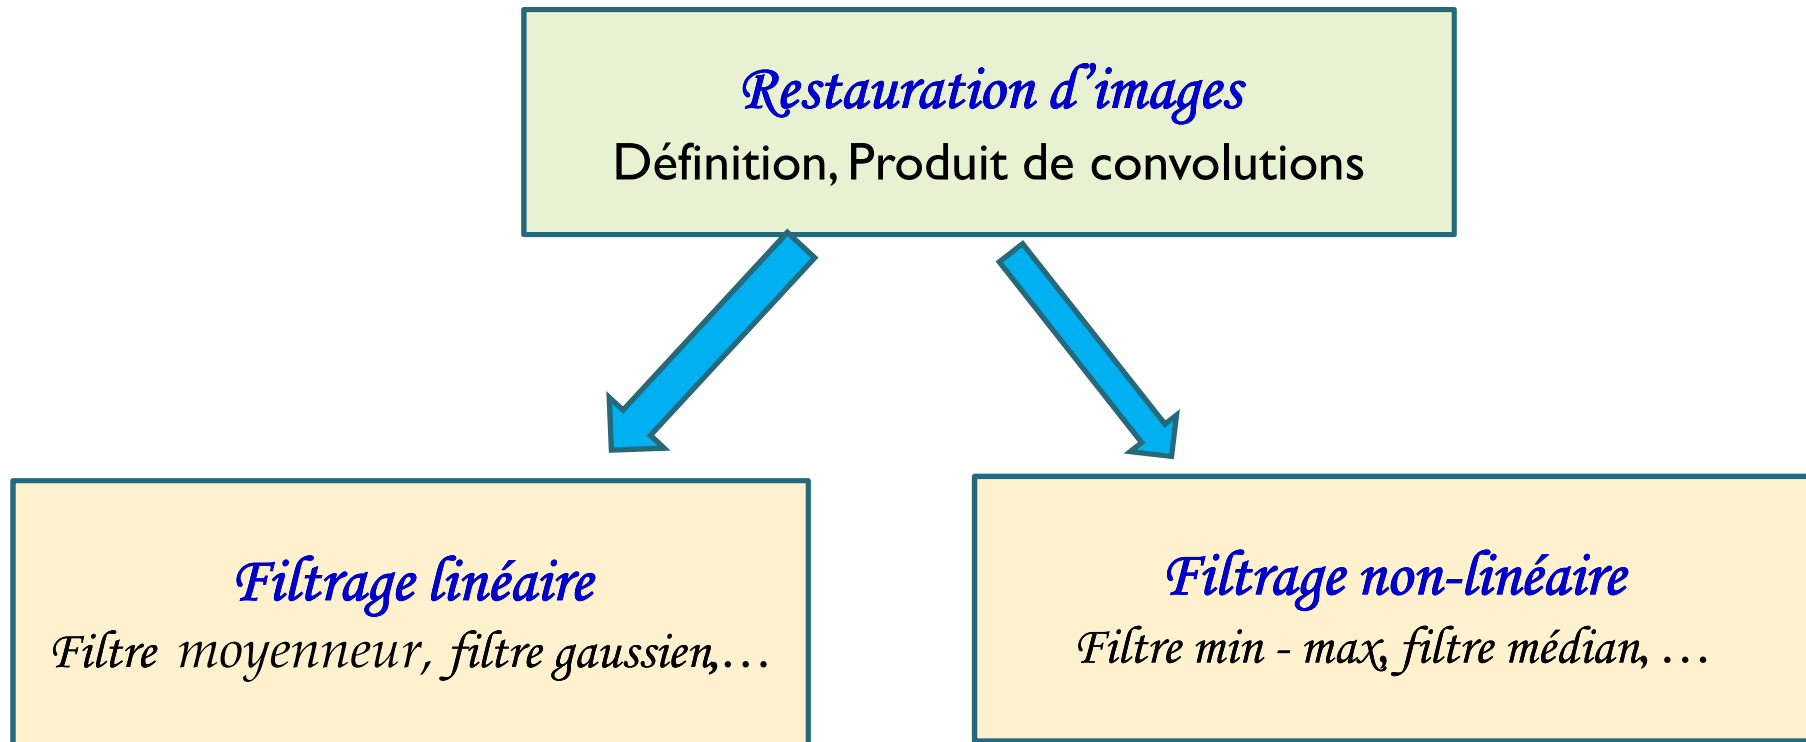 Restauration d’images
Définition, Produit de convolutions
Filtrage linéaire
Filtre moyenneur, filtre gaussien,…
Filtrage non-linéaire
Filtre min - max, filtre médian, …